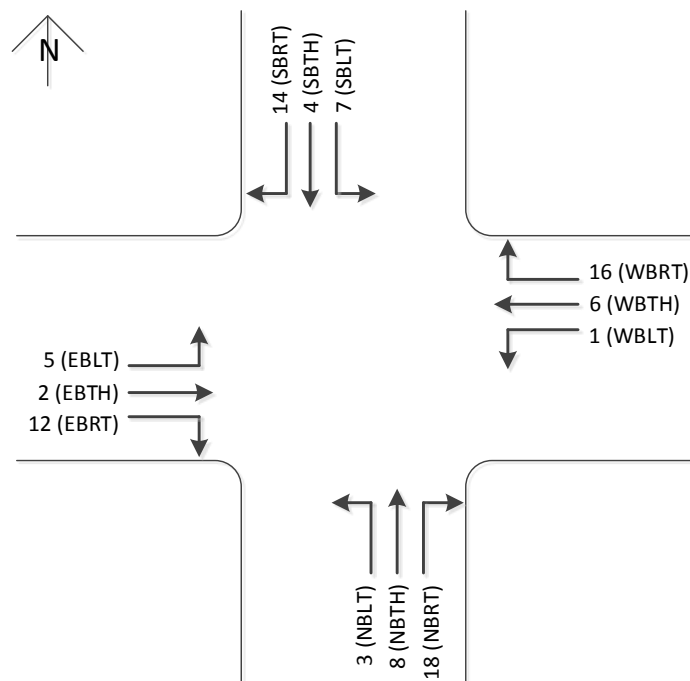 N
14 (SBRT)
4 (SBTH)
7 (SBLT)
16 (WBRT)
6 (WBTH)
1 (WBLT)
5 (EBLT)
2 (EBTH)
12 (EBRT)
3 (NBLT)
8 (NBTH)
18 (NBRT)